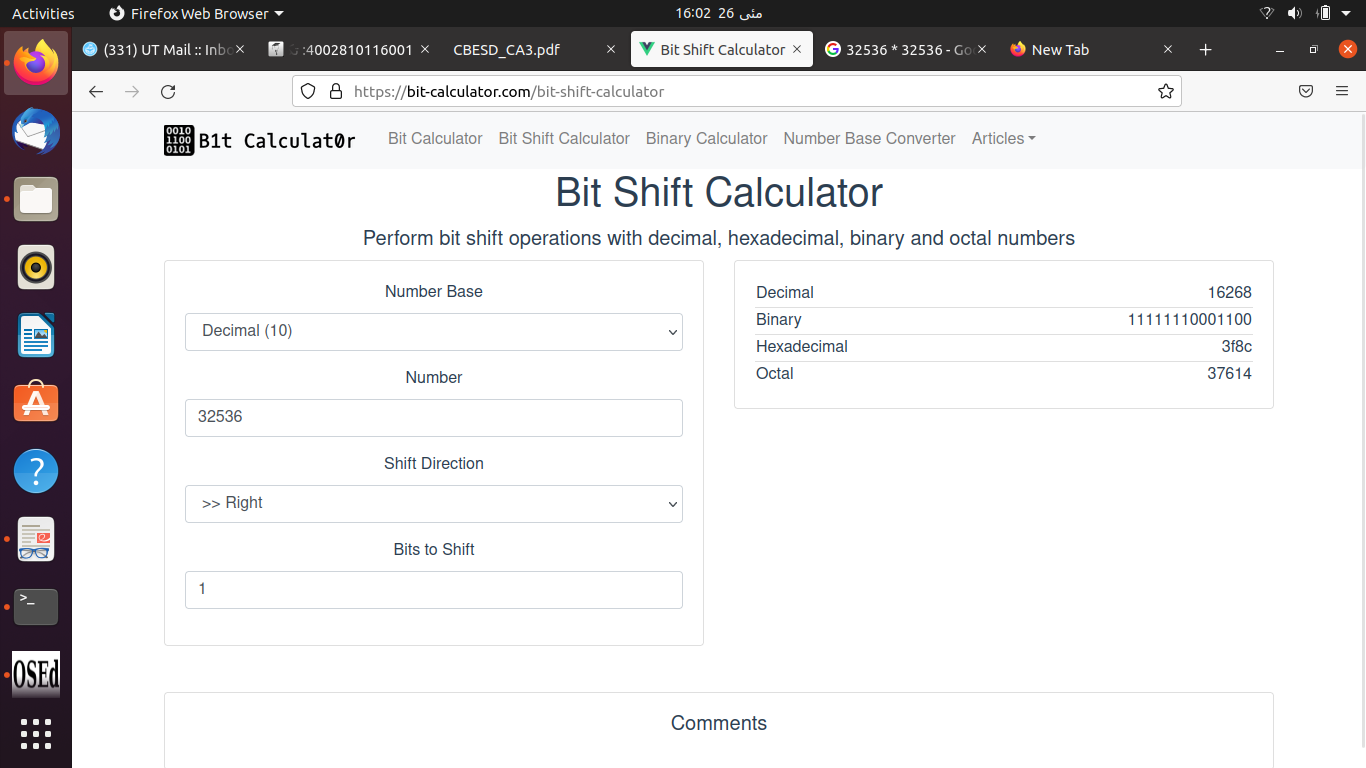 Activities Firefox Web Browser 16:02 26 مئی
(331) UT Mail :: Inbo :4002810116001 CBESD_CA3.pdf Bit Shift Calculator 32536 * 32536 - Goo New Tab
https://bit-calculator.com/bit-shift-calculator
0010
1100
0101
B1t Calculat0r Bit Calculator Bit Shift Calculator Binary Calculator Number Base Converter Articles
Bit Shift Calculator
Perform bit shift operations with decimal, hexadecimal, binary and octal numbers
Number Base
Decimal (10)
Number
32536
Shift Direction
>> Right
Bits to Shift
1
Decimal 16268
Binary 11111110001100
Hexadecimal 3f8c
Octal 37614
OSEd
Comments